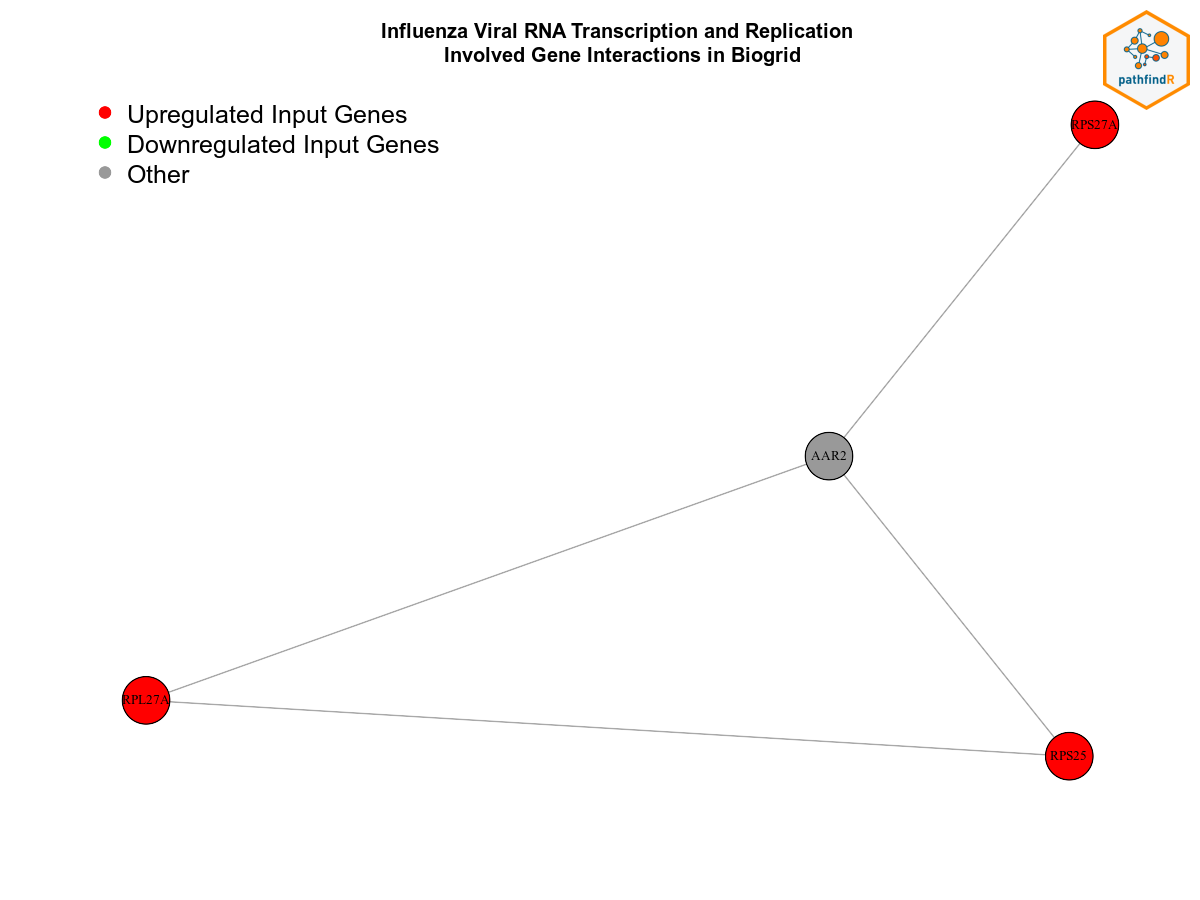 Influenza Viral RNA Transcription and Replication
Involved Gene Interactions in Biogrid
pathfindR
Upregulated Input Genes
Downregulated Input Genes
Other
RPS27A
AAR2
RPL27A
RPS25